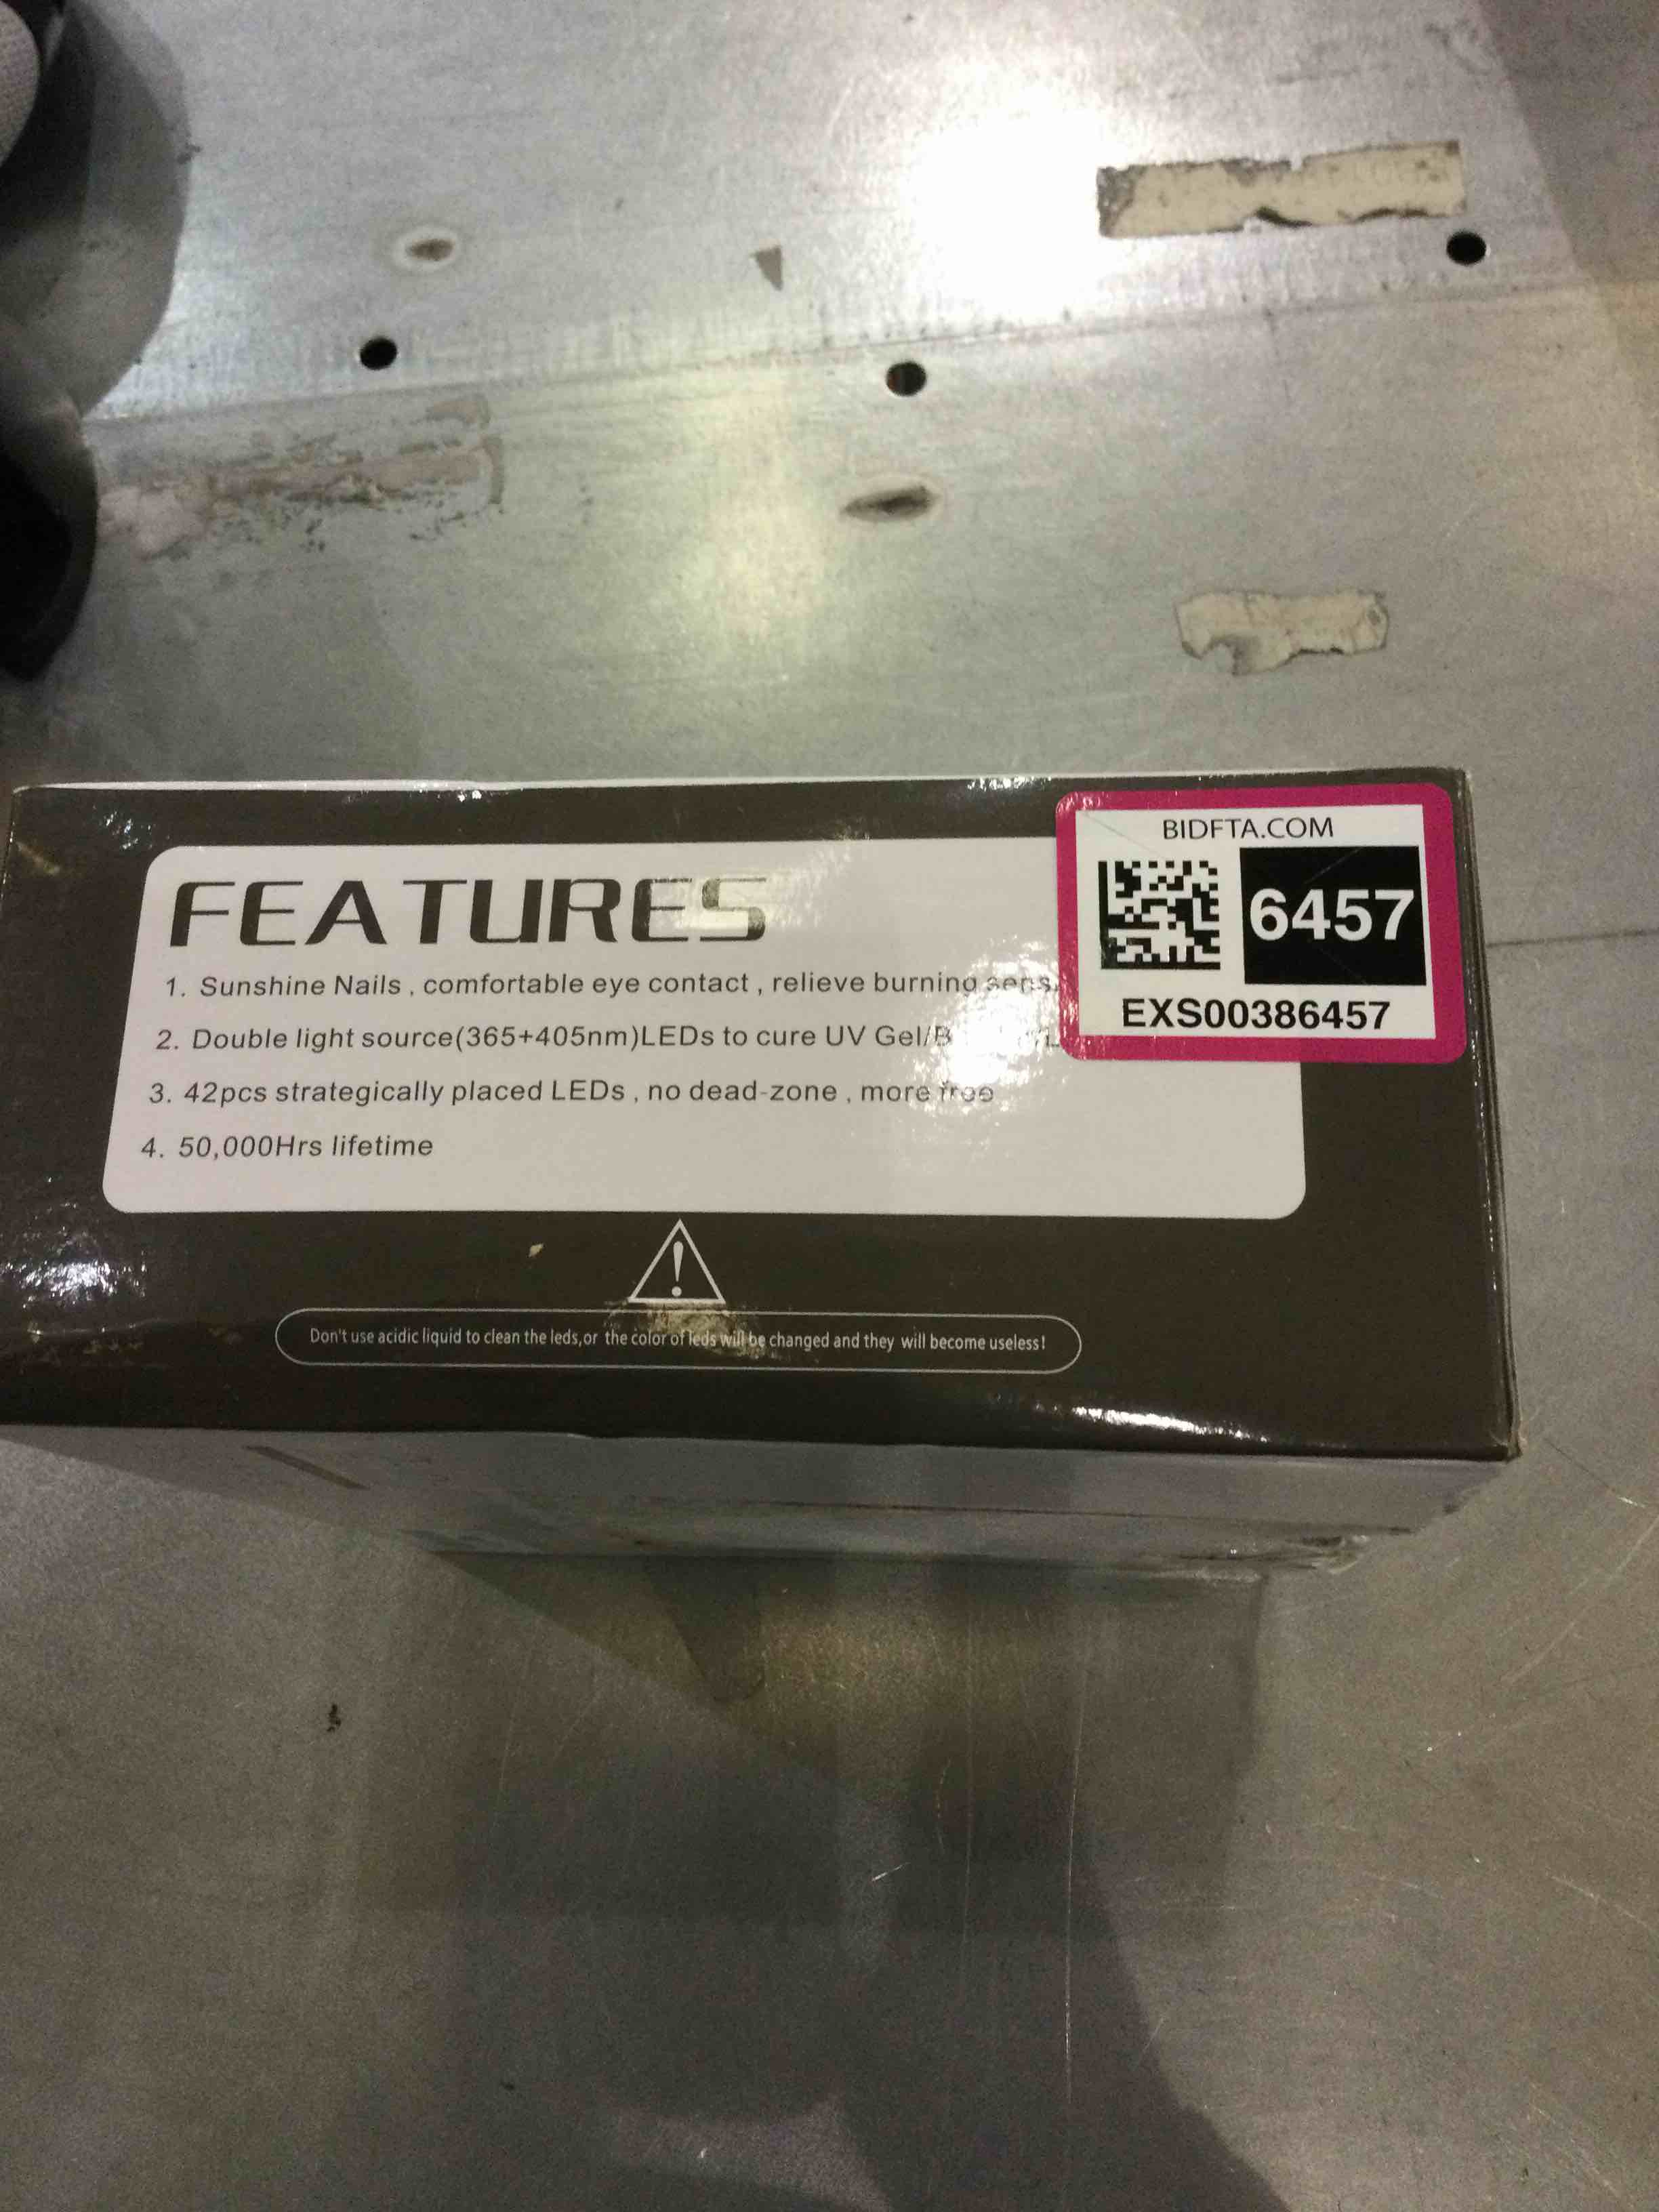 FEATURES
1. Sunshine Nails , comfortable eye contact , relieve burning
2. Double light source(365+405nm)LEDs to cure UV Gel/
3. 42pcs strategically placed LEDs , no dead-zone , more free
4. 50,000Hrs lifetime
BIDFTA.COM
6457
EXS00386457
!
Don't use acidic liquid to clean the leds,or the color of leds will be changed and they will become useless!